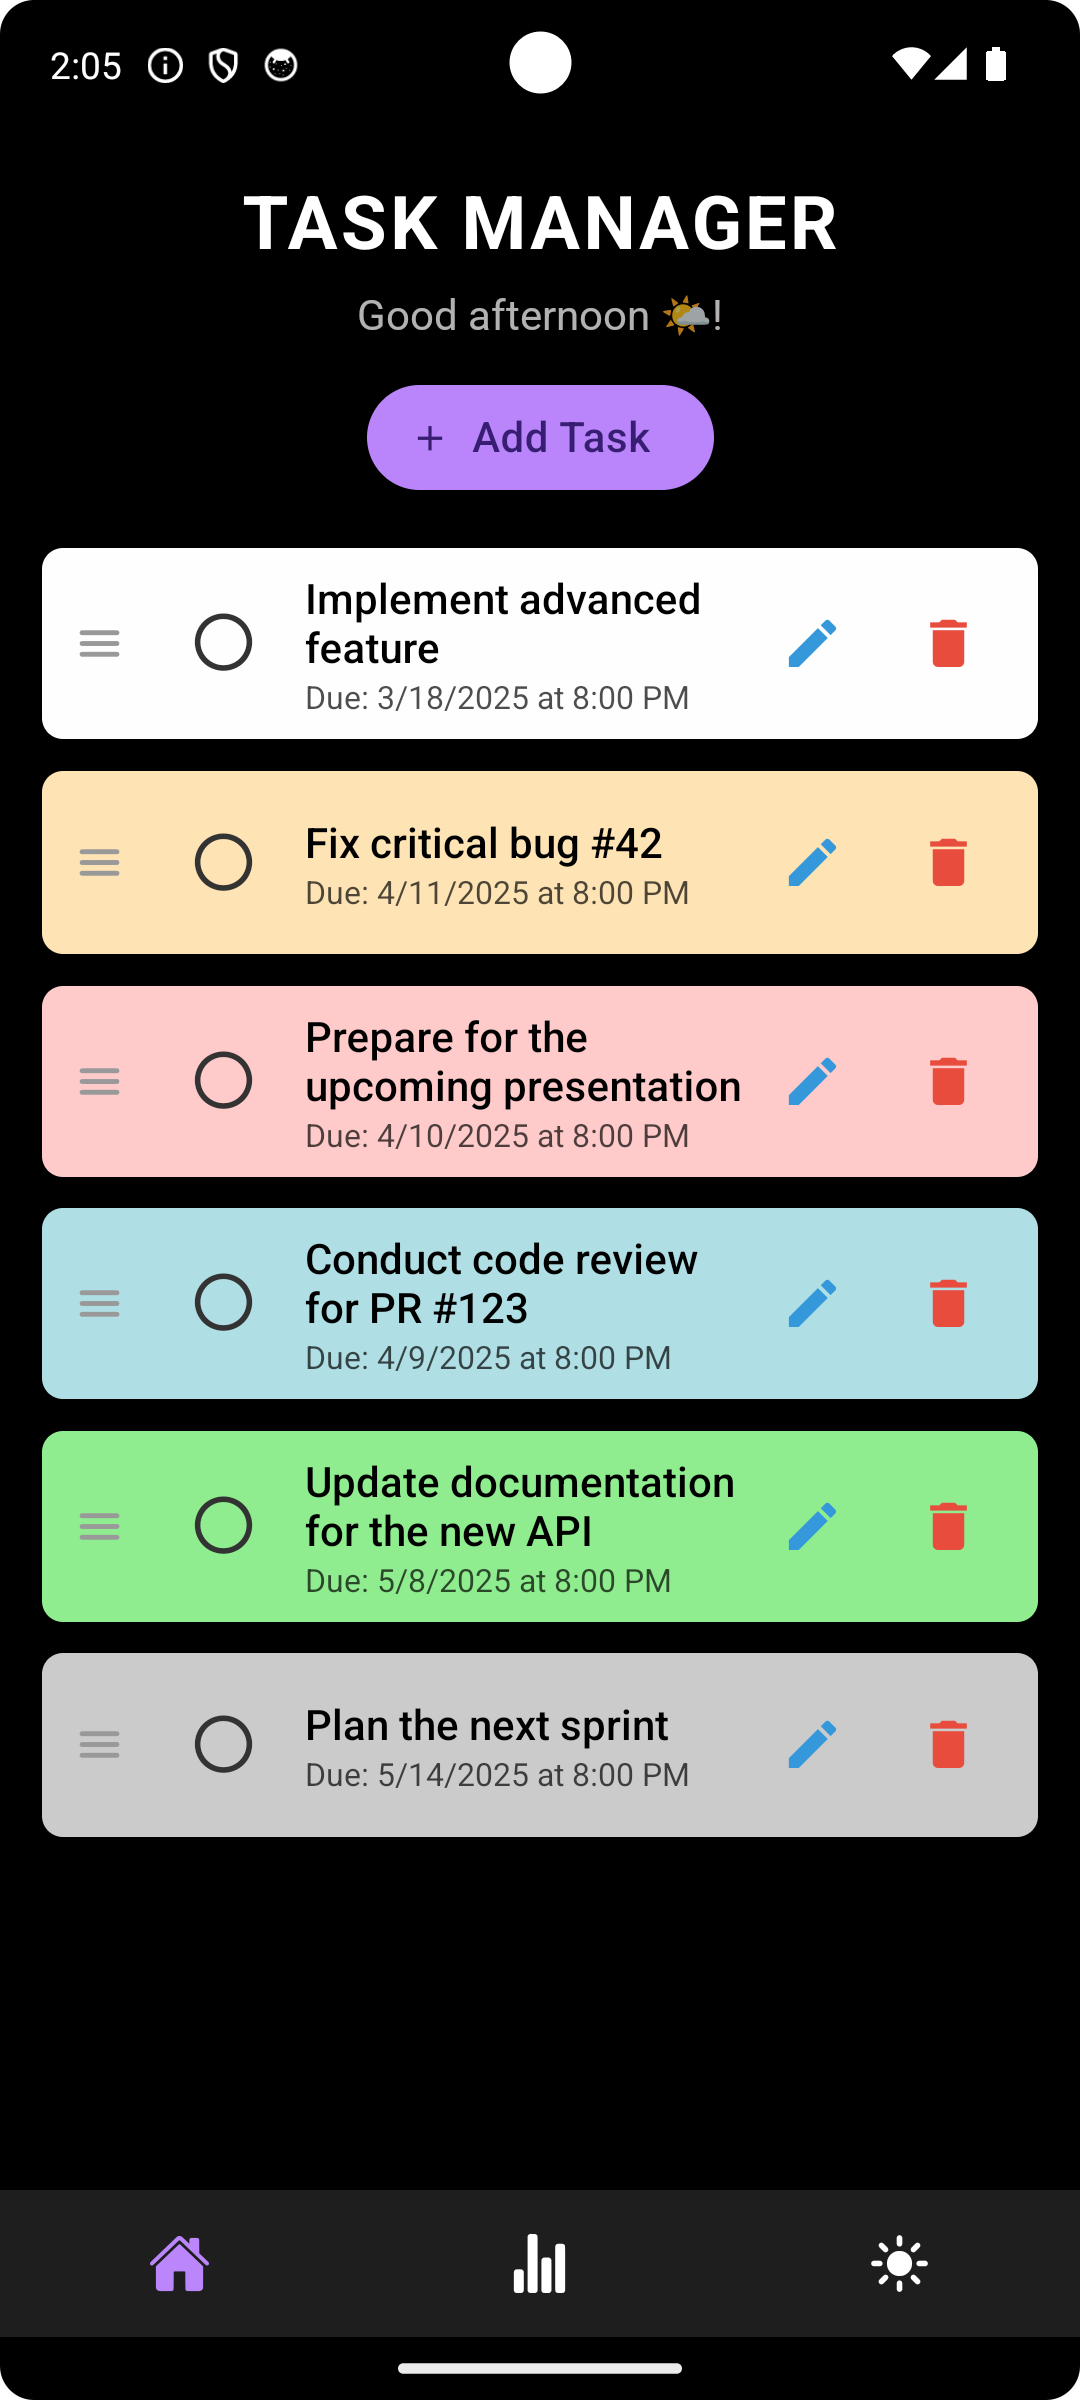 2:05
TASK MANAGER
Good afternoon 🌤️!
+ Add Task
Implement advanced
feature
Due: 3/18/2025 at 8:00 PM
Fix critical bug #42
Due: 4/11/2025 at 8:00 PM
Prepare for the
upcoming presentation
Due: 4/10/2025 at 8:00 PM
Conduct code review
for PR #123
Due: 4/9/2025 at 8:00 PM
Update documentation
for the new API
Due: 5/8/2025 at 8:00 PM
Plan the next sprint
Due: 5/14/2025 at 8:00 PM